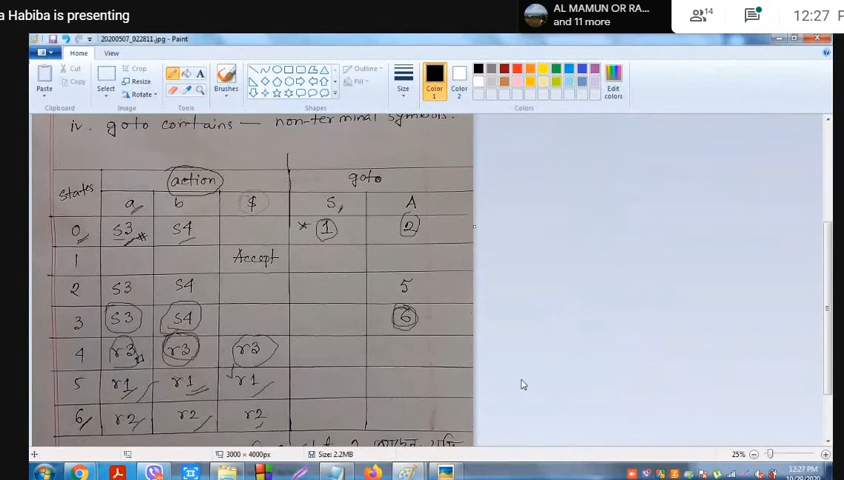 a Habiba is presenting
AL MAMUN OR RA...
and 11 more
14
12:27 P
20200507_022811.jpg - Paint
Home View
Paste
Cut
Copy
Clipboard
Select
Crop
Resize
Rotate
Image
Tools
Brushes
Shapes
Outline
Fill
Size
Color 1
Color 2
Edit colors
Colors
iv. goto contains — non-terminal symbols.
States action goto
a b $ S, A
0 S3 S4 * 1 2
1 Accept
2 S3 S4 5
3 S3 S4 6
4 r3 r3 r3
5 r1 r1 r1
6 r2 r2 r2
3000 × 4000px
Size: 2.2MB
25%
12:27 PM
10/29/2020